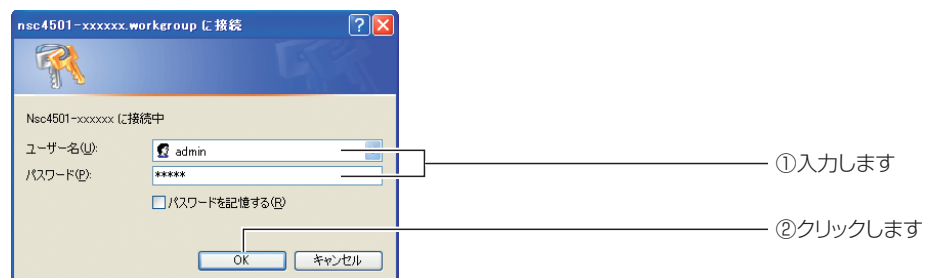 nsc4501-xxxxxx.workgroup に接続
Nsc4501-xxxxxx に接続中
ユーザー名(U):
admin
①入力します
パスワード(P):
*****
パスワードを記憶する(R)
②クリックします
OK
キャンセル